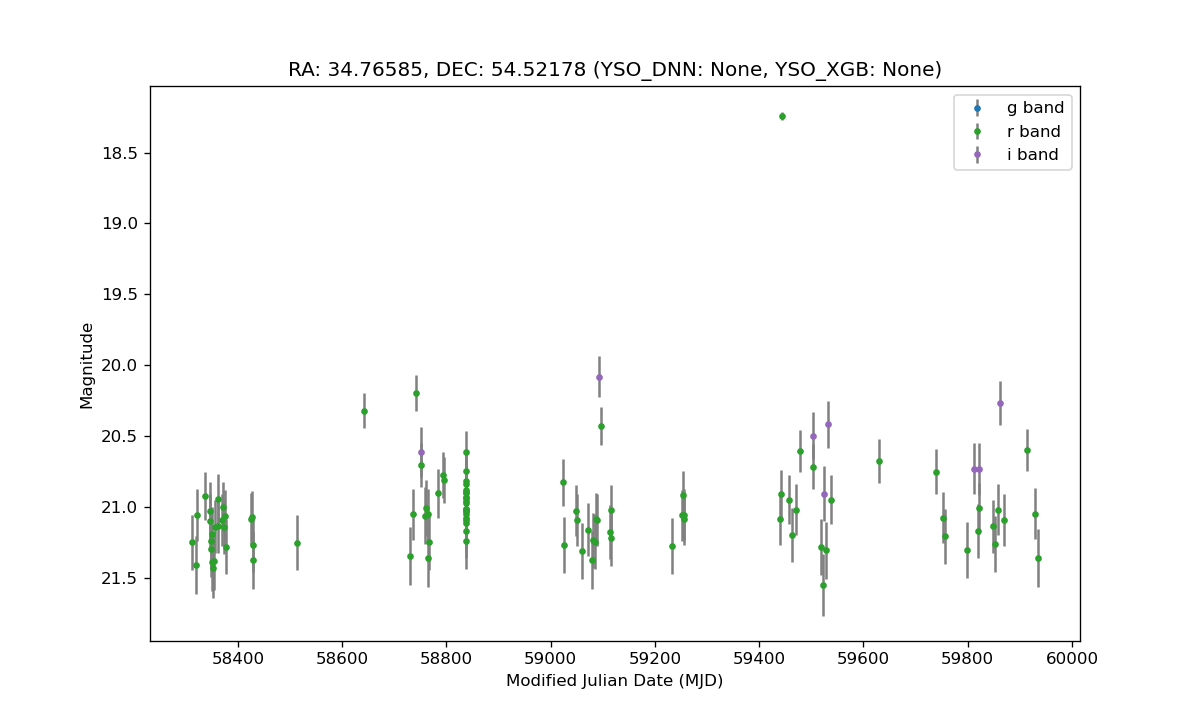 RA: 34.76585, DEC: 54.52178 (YSO_DNN: None, YSO_XGB: None)
g band
r band
i band
18.5
19.0
19.5
20.0
20.5
21.0
21.5
Magnitude
58400 58600 58800 59000 59200 59400 59600 59800 60000
Modified Julian Date (MJD)